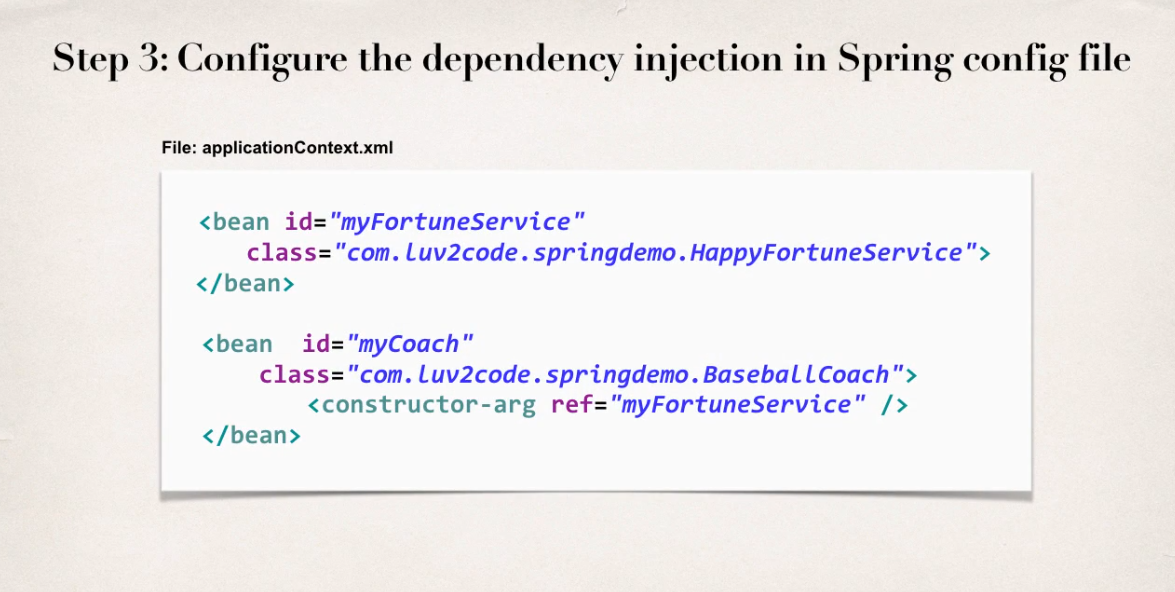 Step 3: Configure the dependency injection in Spring config file
File: applicationContext.xml
<bean id="myFortuneService"
class="com.luv2code.springdemo.HappyFortuneService">
</bean>
<bean id="myCoach"
class="com.luv2code.springdemo.BaseballCoach">
<constructor-arg ref="myFortuneService" />
</bean>